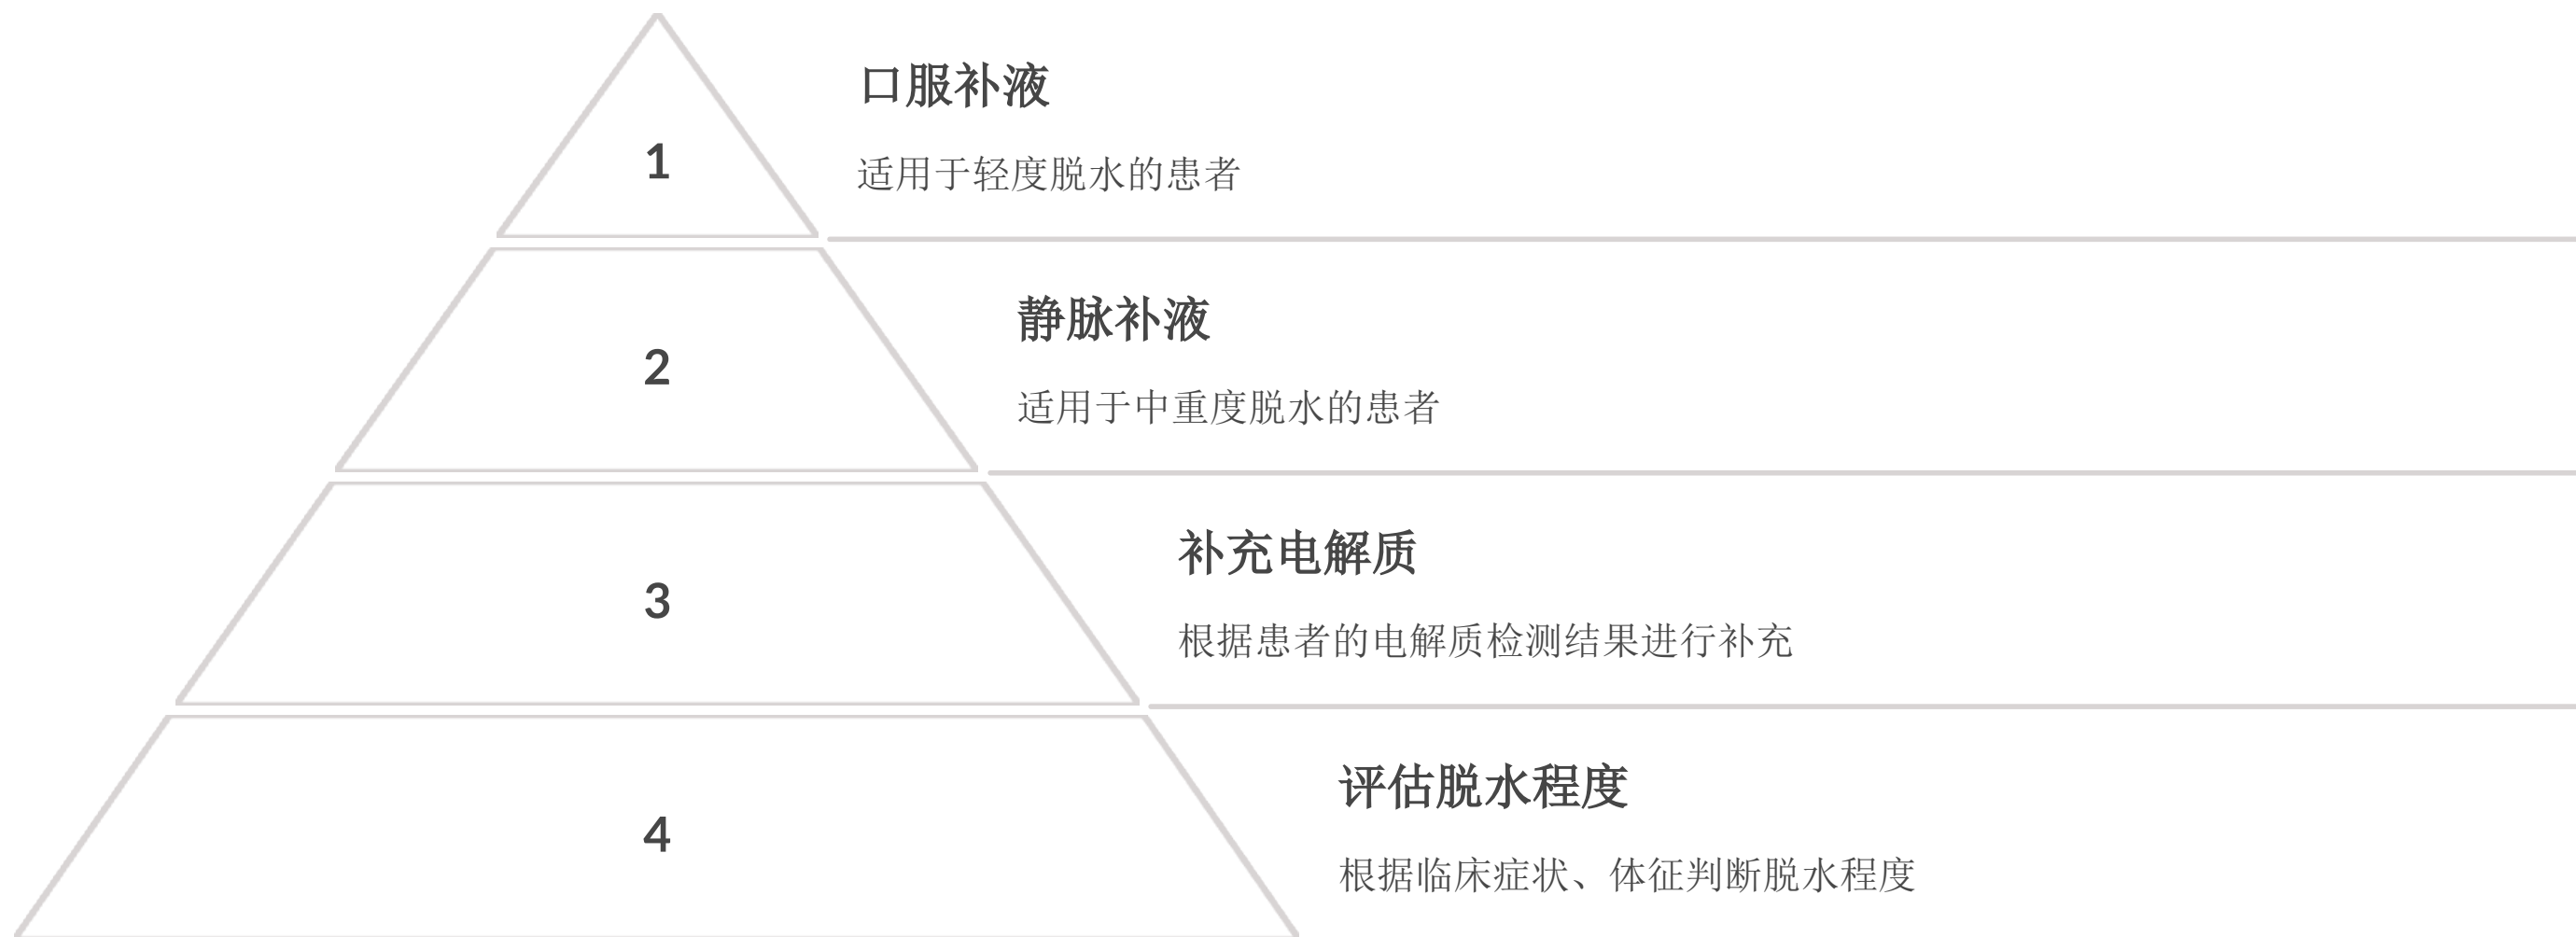 口服补液
1
适用于轻度脱水的患者
静脉补液
2
适用于中重度脱水的患者
补充电解质
3
根据患者的电解质检测结果进行补充
评估脱水程度
4
根据临床症状、体征判断脱水程度